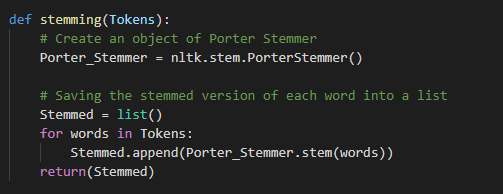 def stemming(Tokens):
    # Create an object of Porter Stemmer
    Porter_Stemmer = nltk.stem.PorterStemmer()

    # Saving the stemmed version of each word into a list
    Stemmed = list()
    for words in Tokens:
        Stemmed.append(Porter_Stemmer.stem(words))
    return(Stemmed)